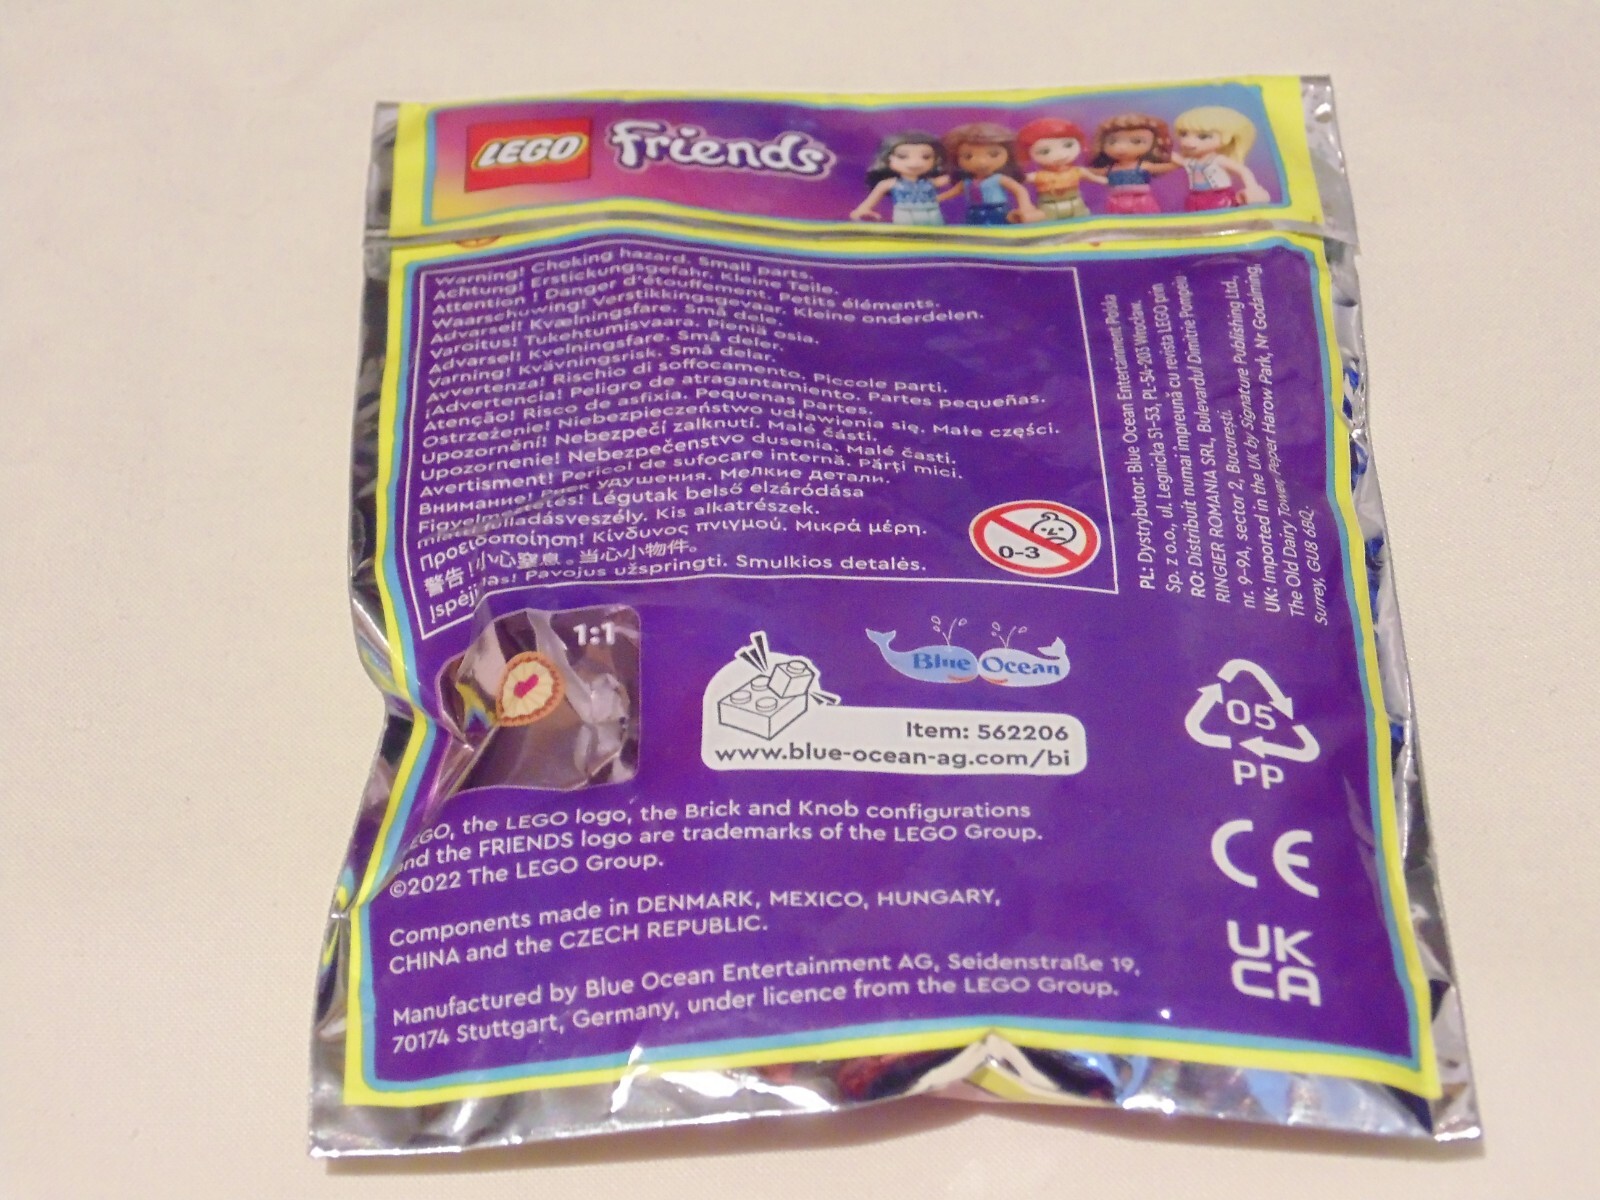 LEGO friends
Warning! Choking hazard. Small parts.
Achtung! Erstickungsgefahr. Kleine Teile.
Attention ! Danger d'étouffement. Petits éléments.
Waarschuwing! Verstikkingsgevaar. Kleine onderdelen.
Advarsel! Kvælningsfare. Små dele.
Varoitus! Tukehtumisvaara. Pieniä osia.
Advarsel! Kvelningsfare. Små deler.
Varning! Kvävningsrisk. Små delar.
Avvertenza! Rischio di soffocamento. Piccole parti.
¡Advertencia! Peligro de atragantamiento. Partes pequeñas.
Atenção! Risco de asfixia. Pequenas partes.
Ostrzeżenie! Niebezpieczeństwo udławienia się. Małe części.
Upozornění! Nebezpečí zalknutí. Malé části.
Upozornenie! Nebezpečenstvo dusenia. Malé časti.
Avertisment! Pericol de sufocare internă. Părți mici.
Внимание! Риск удушения. Мелкие детали.
Légutak belső elzáródása
Kis alkatrészek.
Προειδοποίηση! Κίνδυνος πνιγμού. Μικρά μέρη.
警告!小心窒息。当心小物件。
Pavojus užspringti. Smulkios detalės.
0-3
PL: Dystrybutor: Blue Ocean Entertainment Polska
Sp. z o.o., ul. Legnicka 51-53, PL-54-203 Wrocław.
RO: Distribuit numai împreună cu revista LEGO prin
RINGIER ROMANIA SRL, Bulevardul Dimitrie Pompeiu
nr. 9-9A, sector 2, București.
UK: Imported in the UK by Signature Publishing Ltd,
The Old Dairy Tower, Peper Harow Park, Nr Godalming,
Surrey, GU8 6BQ.
1:1
Blue Ocean
Item: 562206
www.blue-ocean-ag.com/bi
05
PP
CE
UK
CA
LEGO, the LEGO logo, the Brick and Knob configurations
and the FRIENDS logo are trademarks of the LEGO Group.
©2022 The LEGO Group.
Components made in DENMARK, MEXICO, HUNGARY,
CHINA and the CZECH REPUBLIC.
Manufactured by Blue Ocean Entertainment AG, Seidenstraße 19,
70174 Stuttgart, Germany, under licence from the LEGO Group.